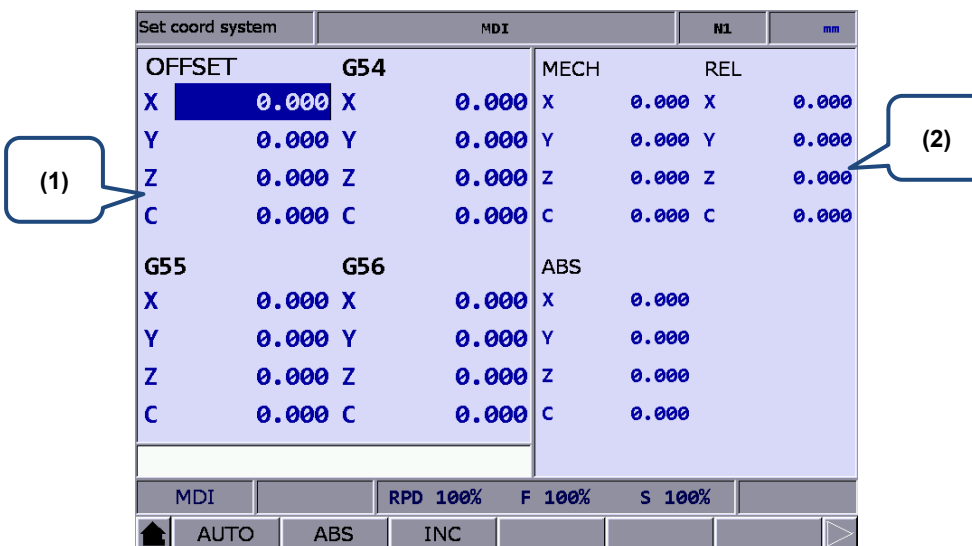 Set coord system MDI N1 mm
OFFSET G54 MECH REL
X 0.000 X 0.000 X 0.000 X 0.000
Y 0.000 Y 0.000 Y 0.000 Y 0.000
(1) Z 0.000 Z 0.000 Z 0.000 Z 0.000 (2)
C 0.000 C 0.000 C 0.000 C 0.000
G55 G56 ABS
X 0.000 X 0.000 X 0.000
Y 0.000 Y 0.000 Y 0.000
Z 0.000 Z 0.000 Z 0.000
C 0.000 C 0.000 C 0.000
MDI RPD 100% F 100% S 100%
AUTO ABS INC